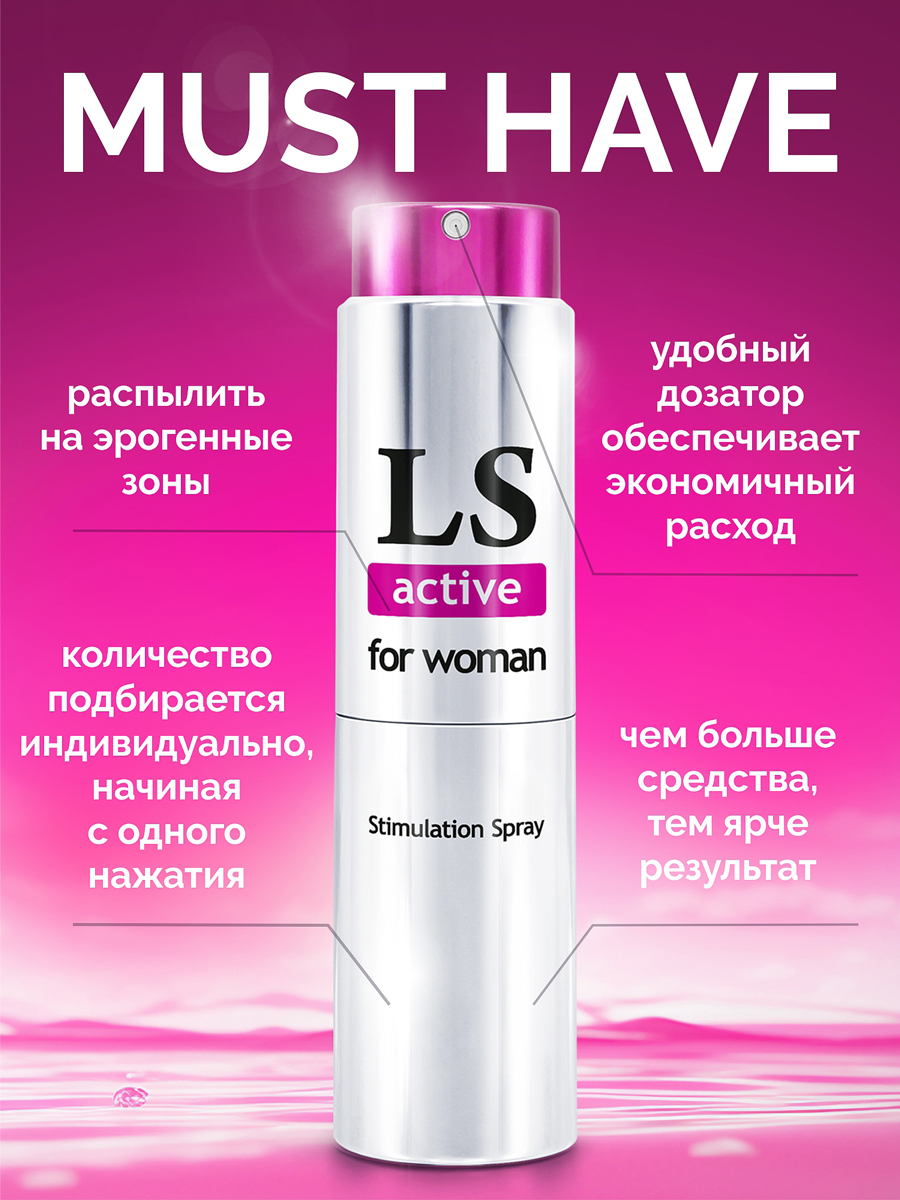 MUST HAVE
распылить
на эрогенные
зоны
удобный
дозатор
обеспечивает
экономичный
расход
LS
active
for woman
количество
подбирается
индивидуально,
начиная
с одного
нажатия
чем больше
средства,
тем ярче
результат
Stimulation Spray